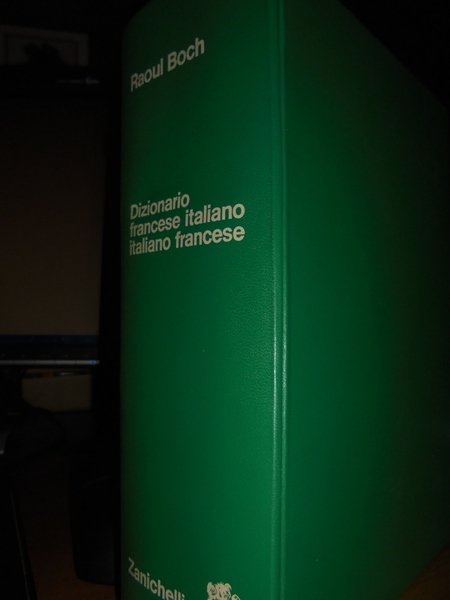 Raoul Boch
Dizionario
francese italiano
italiano francese
Zanichelli